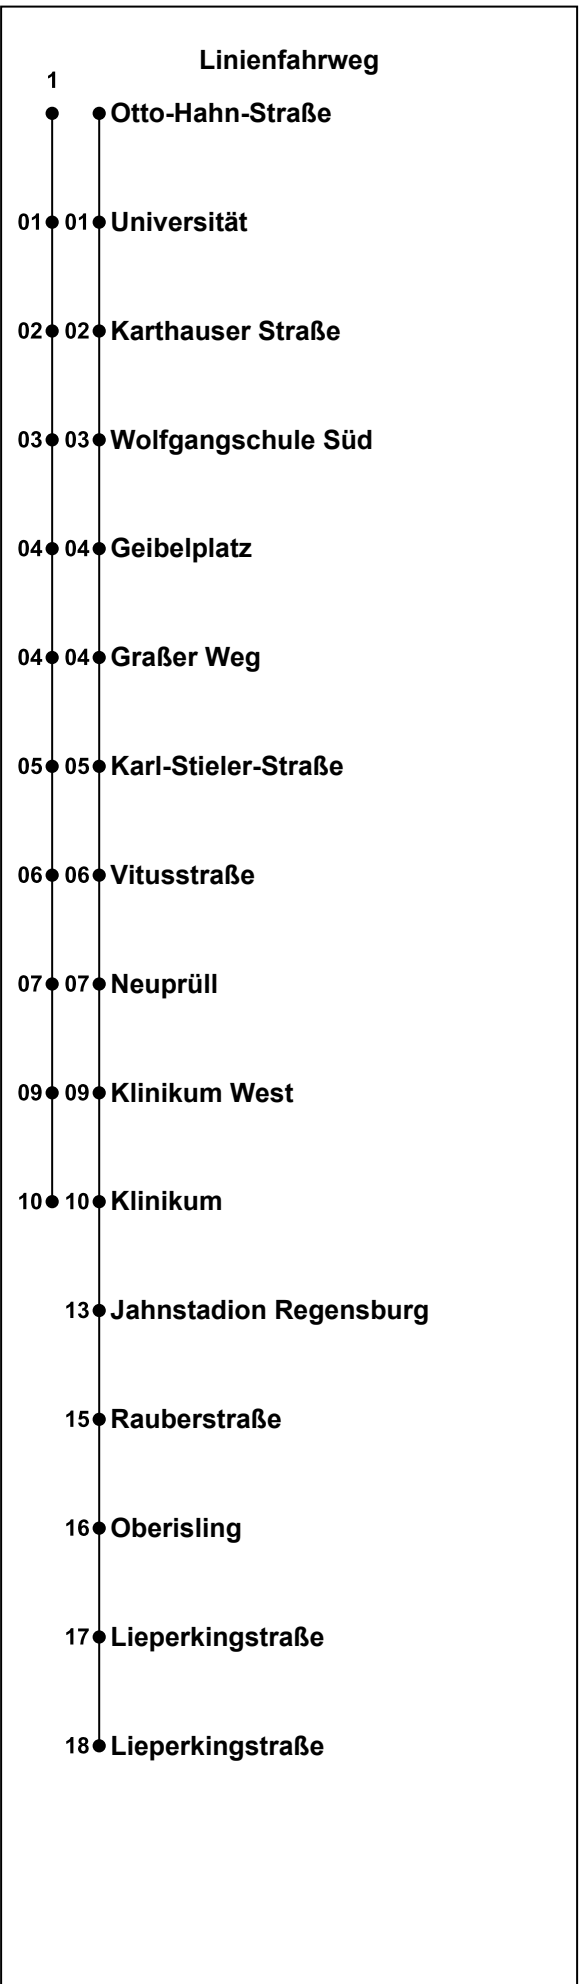 Linienfahrweg
1
Otto-Hahn-Straße
01 01 Universität
02 02 Karthauser Straße
03 03 Wolfgangschule Süd
04 04 Geibelplatz
04 04 Graßer Weg
05 05 Karl-Stieler-Straße
06 06 Vitusstraße
07 07 Neuprüll
09 09 Klinikum West
10 10 Klinikum
13 Jahnstadion Regensburg
15 Rauberstraße
16 Oberisling
17 Lieperkingstraße
18 Lieperkingstraße